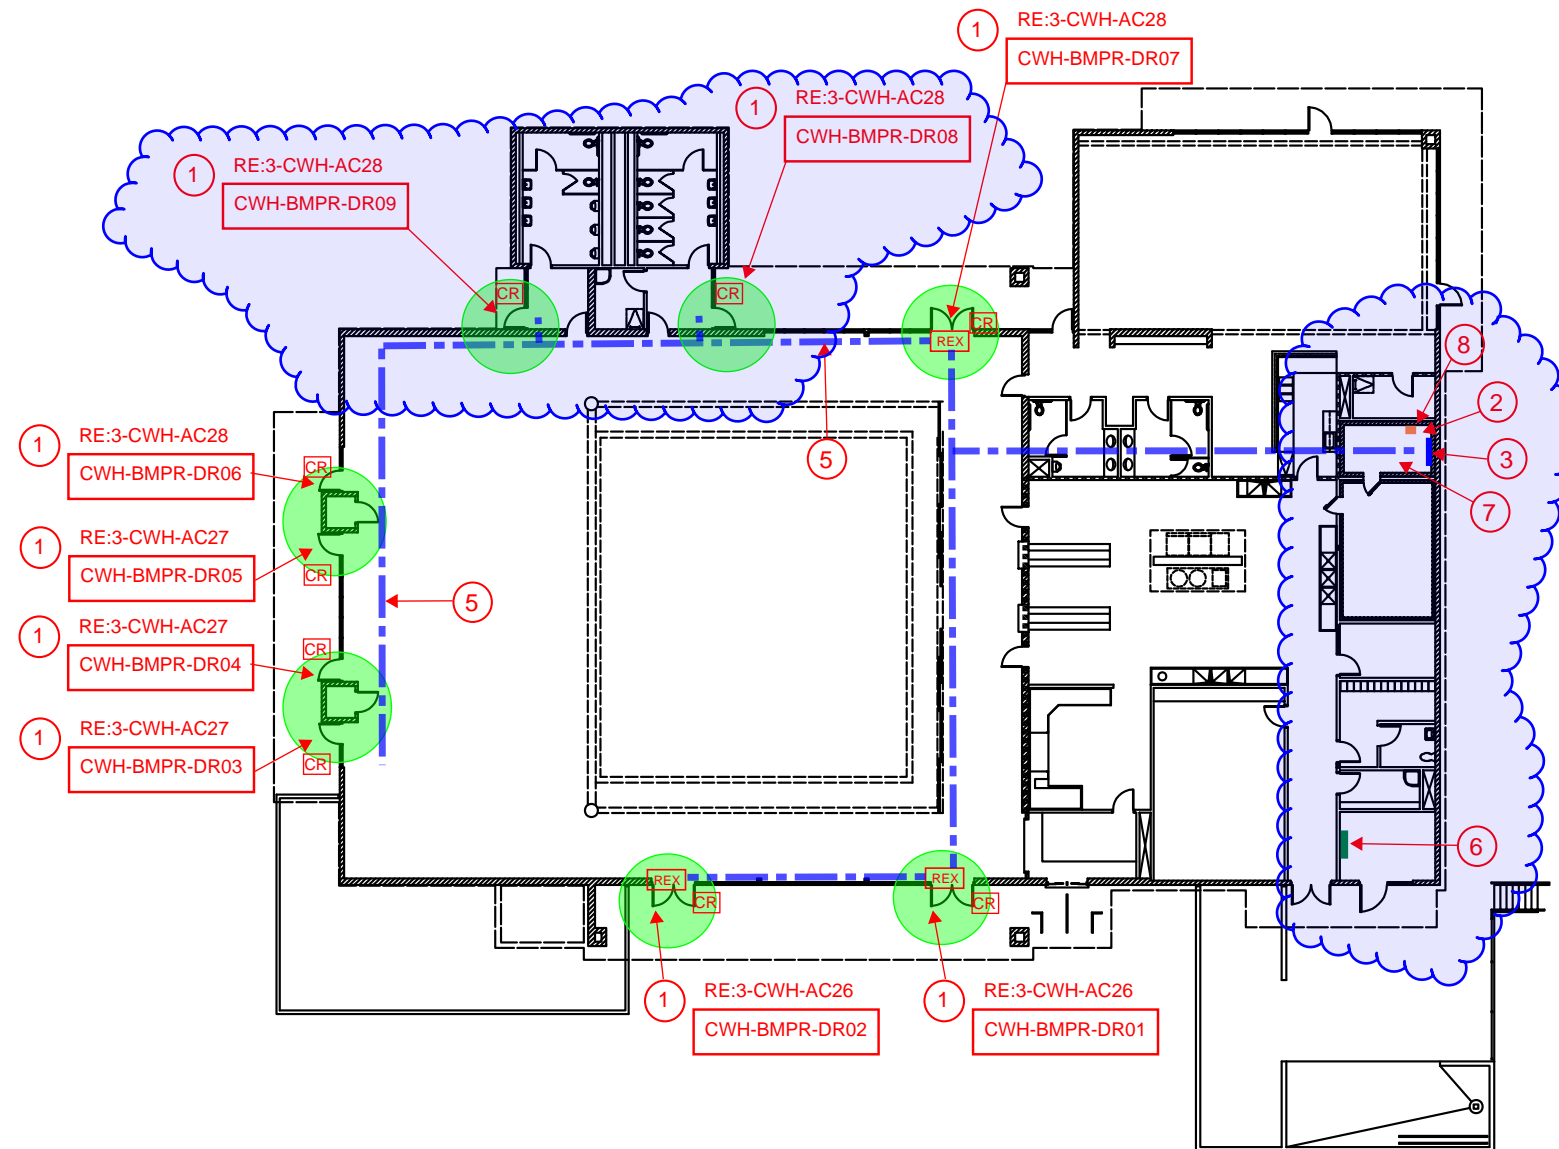 1
RE:3-CWH-AC28
CWH-BMPR-DR07
1
RE:3-CWH-AC28
CWH-BMPR-DR08
1
RE:3-CWH-AC28
CWH-BMPR-DR09
CR
CR
CR
REX
8
2
3
7
5
1
RE:3-CWH-AC28
CWH-BMPR-DR06
CR
1
RE:3-CWH-AC27
CWH-BMPR-DR05
CR
5
1
RE:3-CWH-AC27
CWH-BMPR-DR04
CR
1
RE:3-CWH-AC27
CWH-BMPR-DR03
CR
6
REX
CR
REX
CR
1
RE:3-CWH-AC26
CWH-BMPR-DR02
1
RE:3-CWH-AC26
CWH-BMPR-DR01